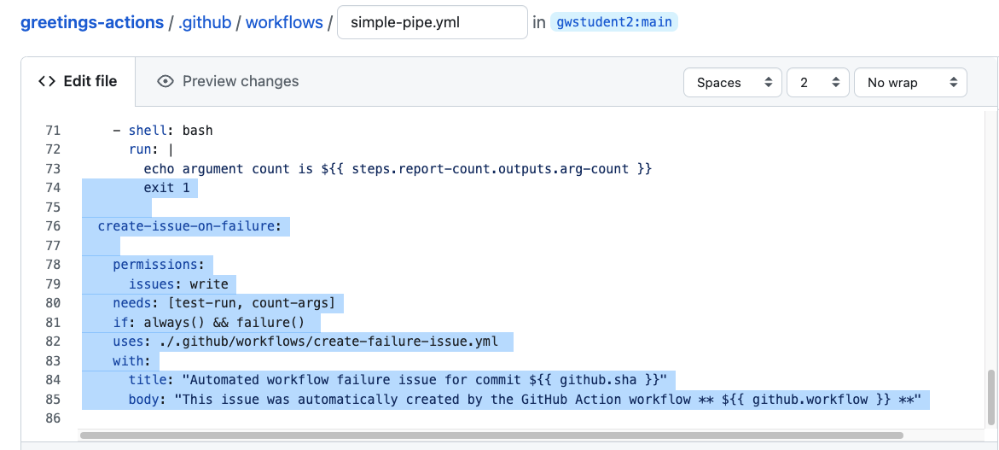 greetings-actions / .github / workflows / simple-pipe.yml in gwstudent2:main
<> Edit file Preview changes Spaces 2 No wrap
71     - shell: bash
72       run: |
73         echo argument count is ${{ steps.report-count.outputs.arg-count }}
74         exit 1
75
76   create-issue-on-failure:
77
78     permissions:
79       issues: write
80     needs: [test-run, count-args]
81     if: always() && failure()
82     uses: ./.github/workflows/create-failure-issue.yml
83     with:
84       title: "Automated workflow failure issue for commit ${{ github.sha }}"
85       body: "This issue was automatically created by the GitHub Action workflow ** ${{ github.workflow }} **"
86